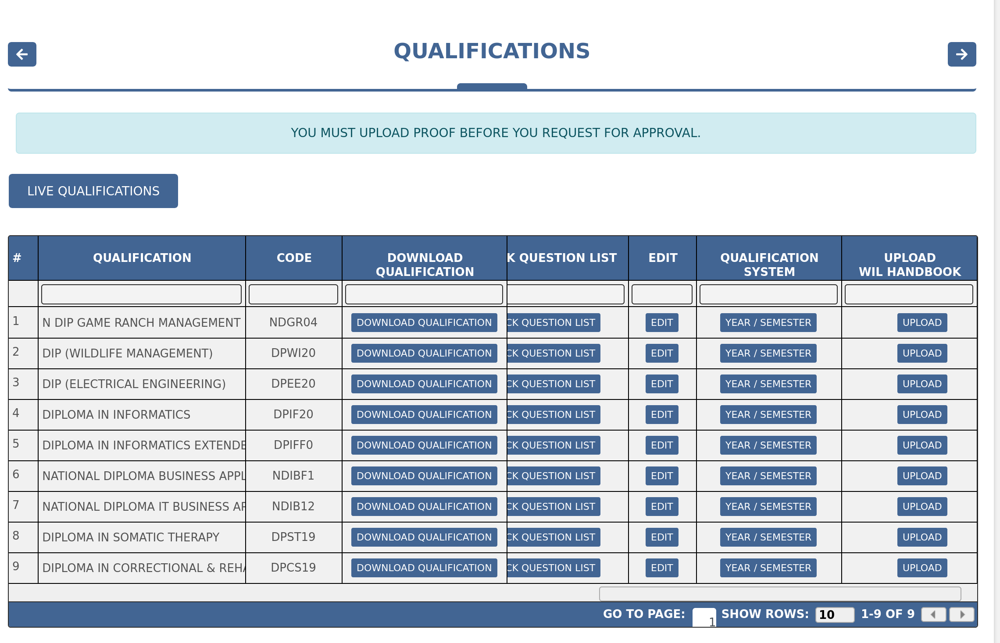 QUALIFICATIONS
YOU MUST UPLOAD PROOF BEFORE YOU REQUEST FOR APPROVAL.
LIVE QUALIFICATIONS
# QUALIFICATION CODE DOWNLOAD QUALIFICATION K QUESTION LIST EDIT QUALIFICATION SYSTEM UPLOAD WIL HANDBOOK
1 N DIP GAME RANCH MANAGEMENT NDGR04 DOWNLOAD QUALIFICATION CK QUESTION LIST EDIT YEAR / SEMESTER UPLOAD
2 DIP (WILDLIFE MANAGEMENT) DPWI20 DOWNLOAD QUALIFICATION CK QUESTION LIST EDIT YEAR / SEMESTER UPLOAD
3 DIP (ELECTRICAL ENGINEERING) DPEE20 DOWNLOAD QUALIFICATION CK QUESTION LIST EDIT YEAR / SEMESTER UPLOAD
4 DIPLOMA IN INFORMATICS DPIF20 DOWNLOAD QUALIFICATION CK QUESTION LIST EDIT YEAR / SEMESTER UPLOAD
5 DIPLOMA IN INFORMATICS EXTENDE DPIFF0 DOWNLOAD QUALIFICATION CK QUESTION LIST EDIT YEAR / SEMESTER UPLOAD
6 NATIONAL DIPLOMA BUSINESS APPL NDIBF1 DOWNLOAD QUALIFICATION CK QUESTION LIST EDIT YEAR / SEMESTER UPLOAD
7 NATIONAL DIPLOMA IT BUSINESS AP NDIB12 DOWNLOAD QUALIFICATION CK QUESTION LIST EDIT YEAR / SEMESTER UPLOAD
8 DIPLOMA IN SOMATIC THERAPY DPST19 DOWNLOAD QUALIFICATION CK QUESTION LIST EDIT YEAR / SEMESTER UPLOAD
9 DIPLOMA IN CORRECTIONAL & REHA DPCS19 DOWNLOAD QUALIFICATION CK QUESTION LIST EDIT YEAR / SEMESTER UPLOAD
GO TO PAGE: 1 SHOW ROWS: 10 1-9 OF 9